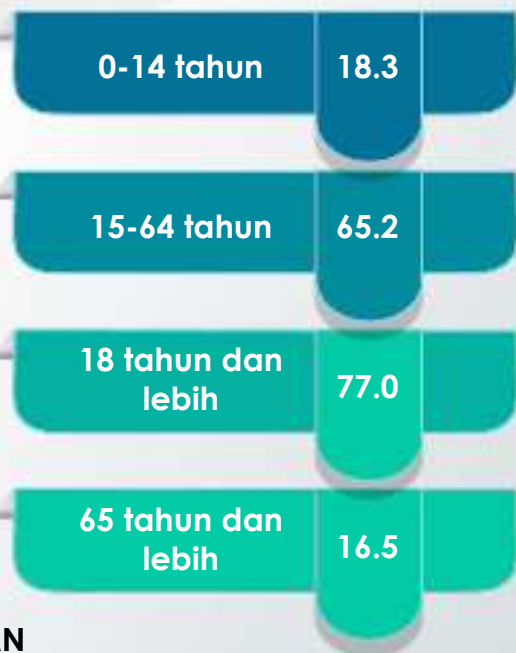 0-14 tahun 18.3
15-64 tahun 65.2
18 tahun dan
lebih 77.0
65 tahun dan
lebih 16.5